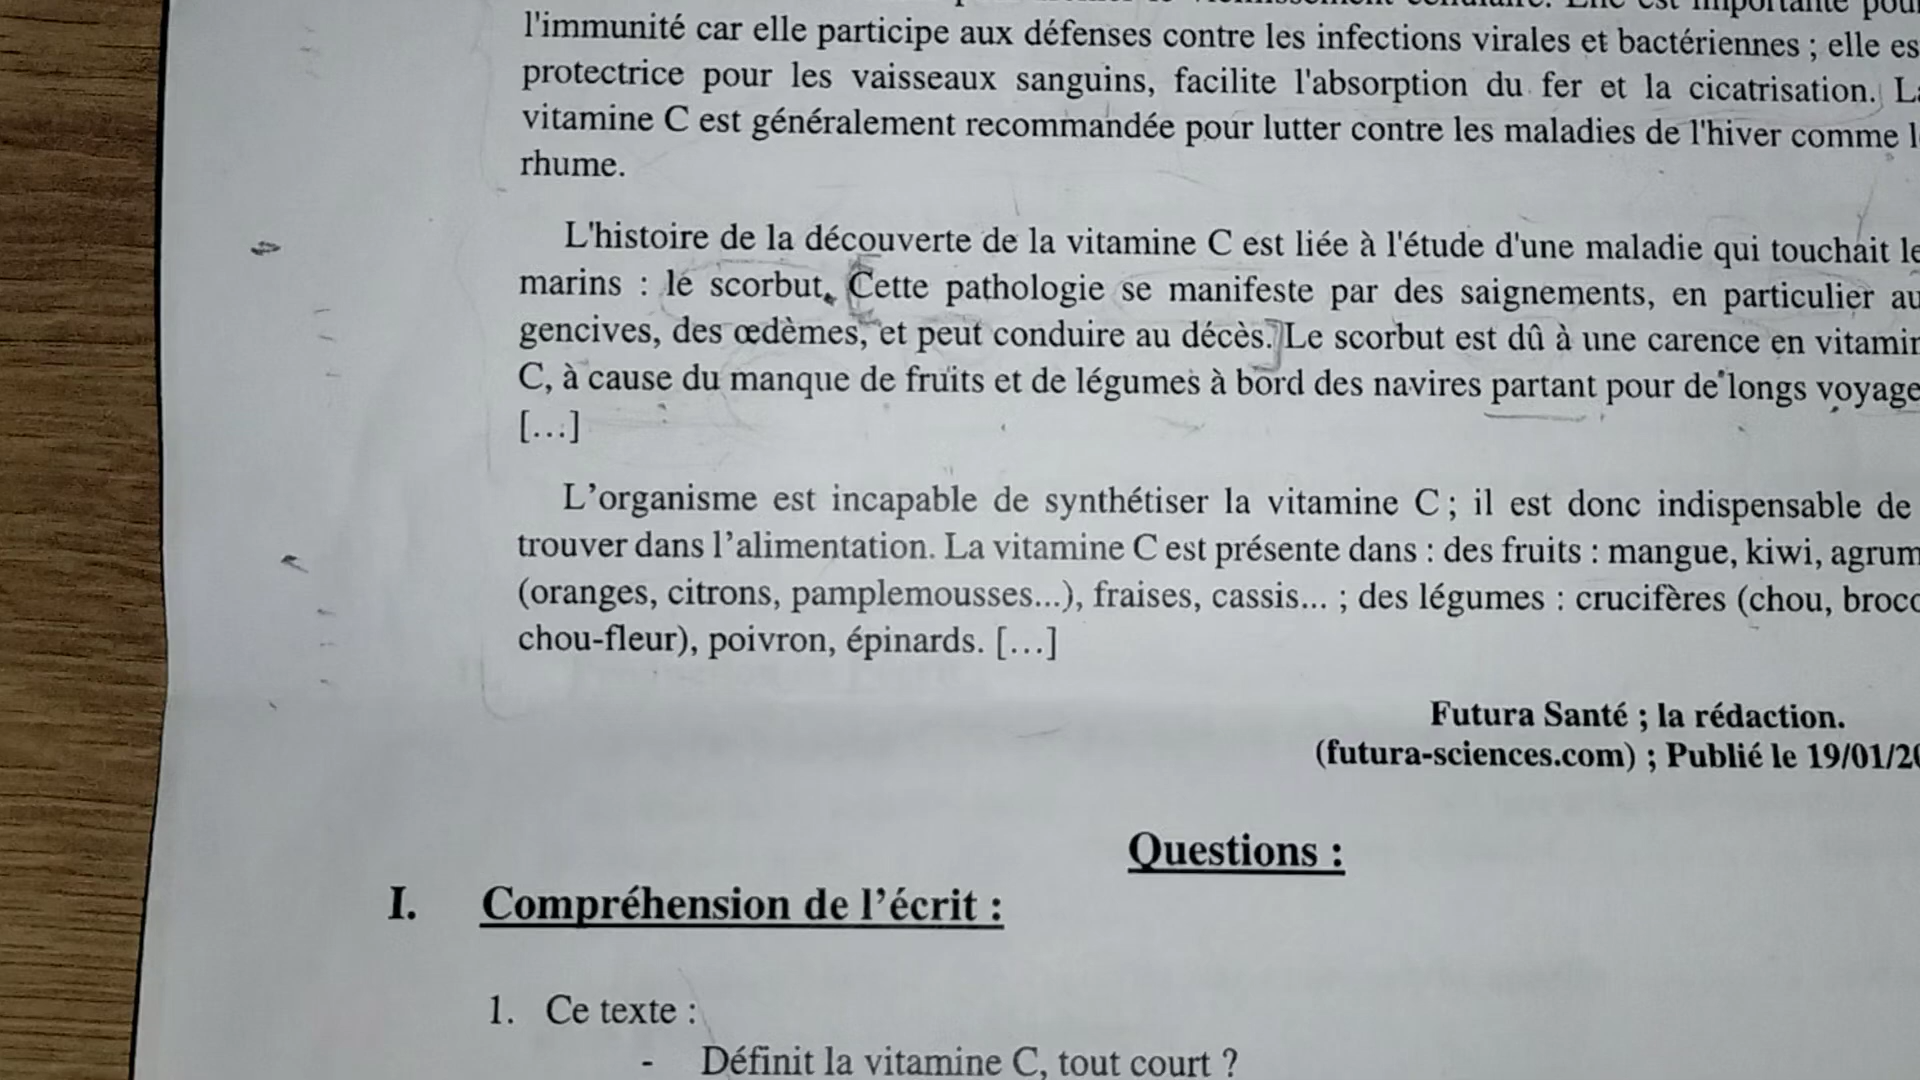 l'immunité car elle participe aux défenses contre les infections virales et bactériennes ; elle es
protectrice pour les vaisseaux sanguins, facilite l'absorption du fer et la cicatrisation. La
vitamine C est généralement recommandée pour lutter contre les maladies de l'hiver comme l
rhume.
L'histoire de la découverte de la vitamine C est liée à l'étude d'une maladie qui touchait le
marins : le scorbut. Cette pathologie se manifeste par des saignements, en particulier au
gencives, des œdèmes, et peut conduire au décès. Le scorbut est dû à une carence en vitamin
C, à cause du manque de fruits et de légumes à bord des navires partant pour de longs voyage
[…]
L’organisme est incapable de synthétiser la vitamine C ; il est donc indispensable de
trouver dans l’alimentation. La vitamine C est présente dans : des fruits : mangue, kiwi, agrum
(oranges, citrons, pamplemousses...), fraises, cassis... ; des légumes : crucifères (chou, broco
chou-fleur), poivron, épinards. […]
Futura Santé ; la rédaction.
(futura-sciences.com) ; Publié le 19/01/20
Questions :
I. Compréhension de l’écrit :
1. Ce texte :
- Définit la vitamine C, tout court ?